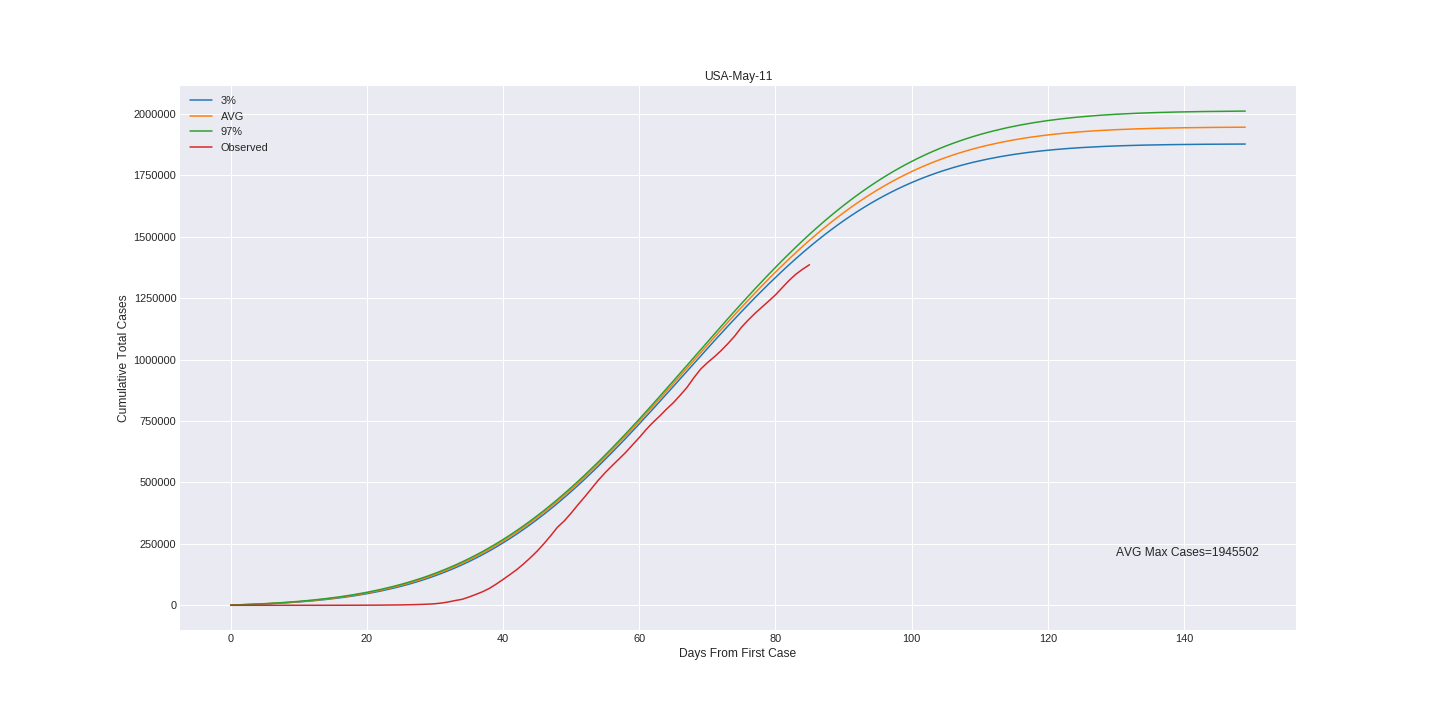 USA-May-11
3%
AVG
97%
Observed
2000000
1750000
1500000
1250000
1000000
750000
500000
250000
0
Cumulative Total Cases
AVG Max Cases=1945502
0 20 40 60 80 100 120 140
Days From First Case